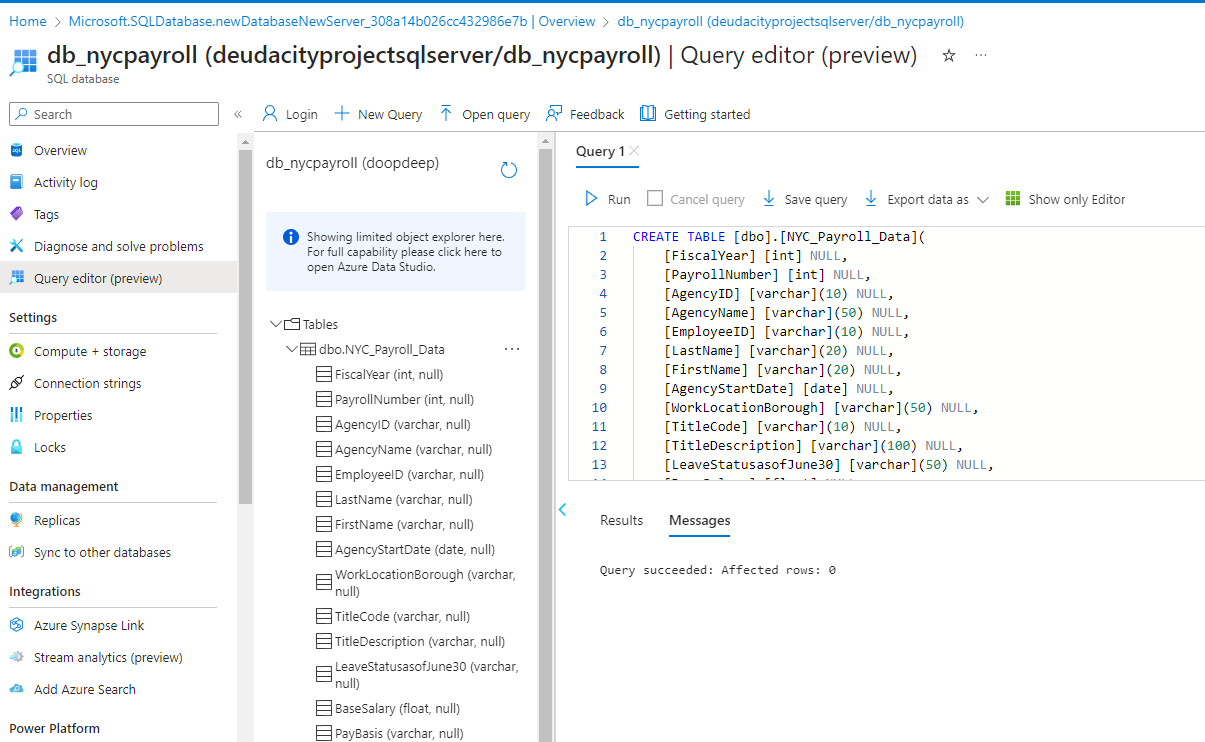 Home > Microsoft.SQLDatabase.newDatabaseNewServer_308a14b026cc432986e7b | Overview > db_nycpayroll (deudacityprojectsqlserver/db_nycpayroll)
db_nycpayroll (deudacityprojectsqlserver/db_nycpayroll) | Query editor (preview)
SQL database
Search
Overview
Activity log
Tags
Diagnose and solve problems
Query editor (preview)
Settings
Compute + storage
Connection strings
Properties
Locks
Data management
Replicas
Sync to other databases
Integrations
Azure Synapse Link
Stream analytics (preview)
Add Azure Search
Power Platform
Login
New Query
Open query
Feedback
Getting started
db_nycpayroll (doopdeep)
Showing limited object explorer here.
For full capability please click here to
open Azure Data Studio.
Tables
dbo.NYC_Payroll_Data
FiscalYear (int, null)
PayrollNumber (int, null)
AgencyID (varchar, null)
AgencyName (varchar, null)
EmployeeID (varchar, null)
LastName (varchar, null)
FirstName (varchar, null)
AgencyStartDate (date, null)
WorkLocationBorough (varchar,
null)
TitleCode (varchar, null)
TitleDescription (varchar, null)
LeaveStatusasofJune30 (varchar,
null)
BaseSalary (float, null)
PayBasis (varchar, null)
Query 1
Run
Cancel query
Save query
Export data as
Show only Editor
1 CREATE TABLE [dbo].[NYC_Payroll_Data](
2 [FiscalYear] [int] NULL,
3 [PayrollNumber] [int] NULL,
4 [AgencyID] [varchar](10) NULL,
5 [AgencyName] [varchar](50) NULL,
6 [EmployeeID] [varchar](10) NULL,
7 [LastName] [varchar](20) NULL,
8 [FirstName] [varchar](20) NULL,
9 [AgencyStartDate] [date] NULL,
10 [WorkLocationBorough] [varchar](50) NULL,
11 [TitleCode] [varchar](10) NULL,
12 [TitleDescription] [varchar](100) NULL,
13 [LeaveStatusasofJune30] [varchar](50) NULL,
Results
Messages
Query succeeded: Affected rows: 0